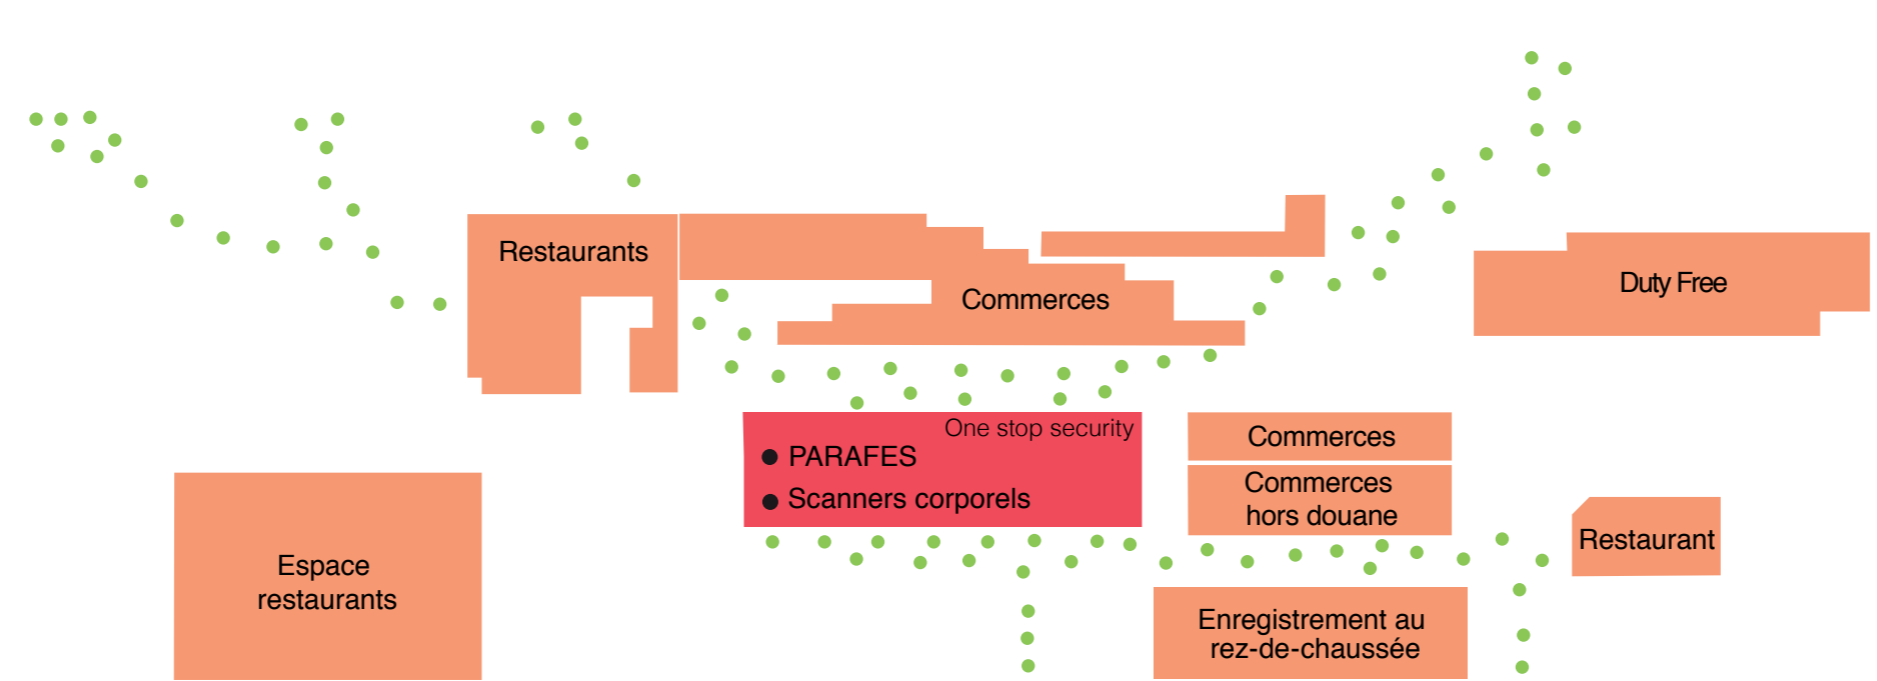 Restaurants
Commerces
Duty Free
One stop security
PARAFES
Scanners corporels
Commerces
Commerces
hors douane
Restaurant
Espace
restaurants
Enregistrement au
rez-de-chaussée